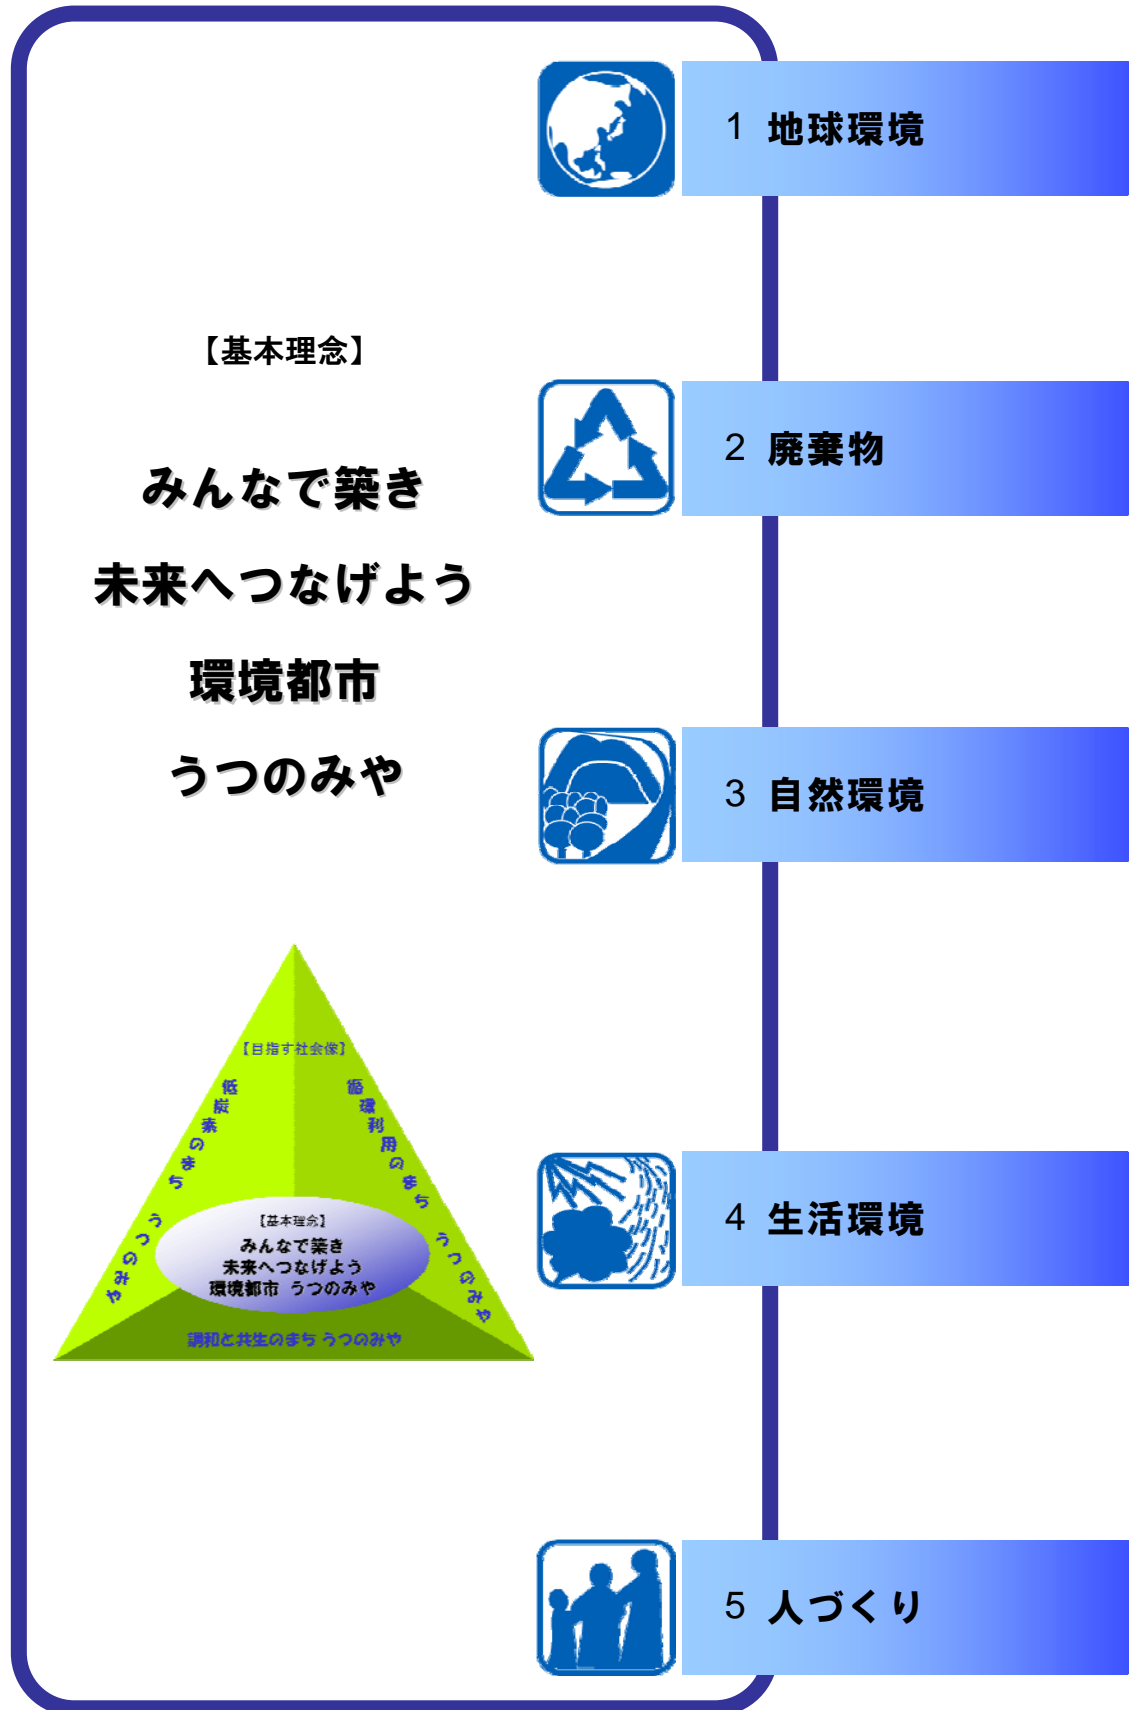 【基本理念】
みんなで築き
未来へつなげよう
環境都市
うつのみや
【目指す社会像】
低炭素のまち うつのみや
循環利用のまち うつのみや
【基本理念】
みんなで築き
未来へつなげよう
環境都市 うつのみや
調和と共生のまち うつのみや
1 地球環境
2 廃棄物
3 自然環境
4 生活環境
5 人づくり